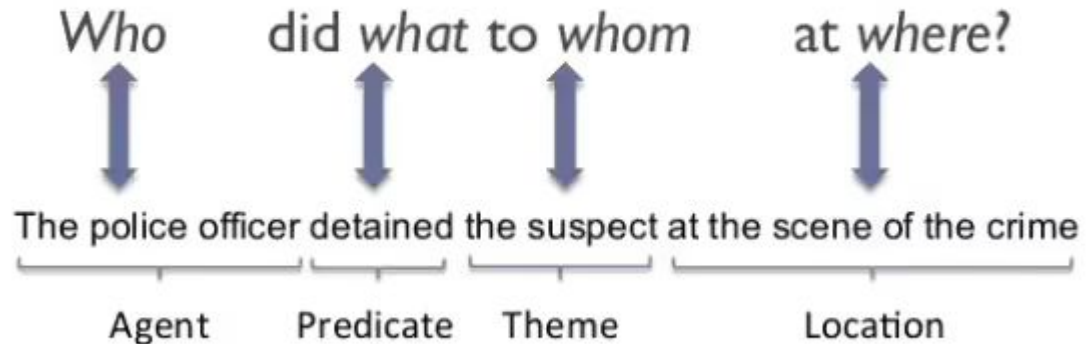 Who did what to whom at where?
The police officer detained the suspect at the scene of the crime
Agent Predicate Theme Location